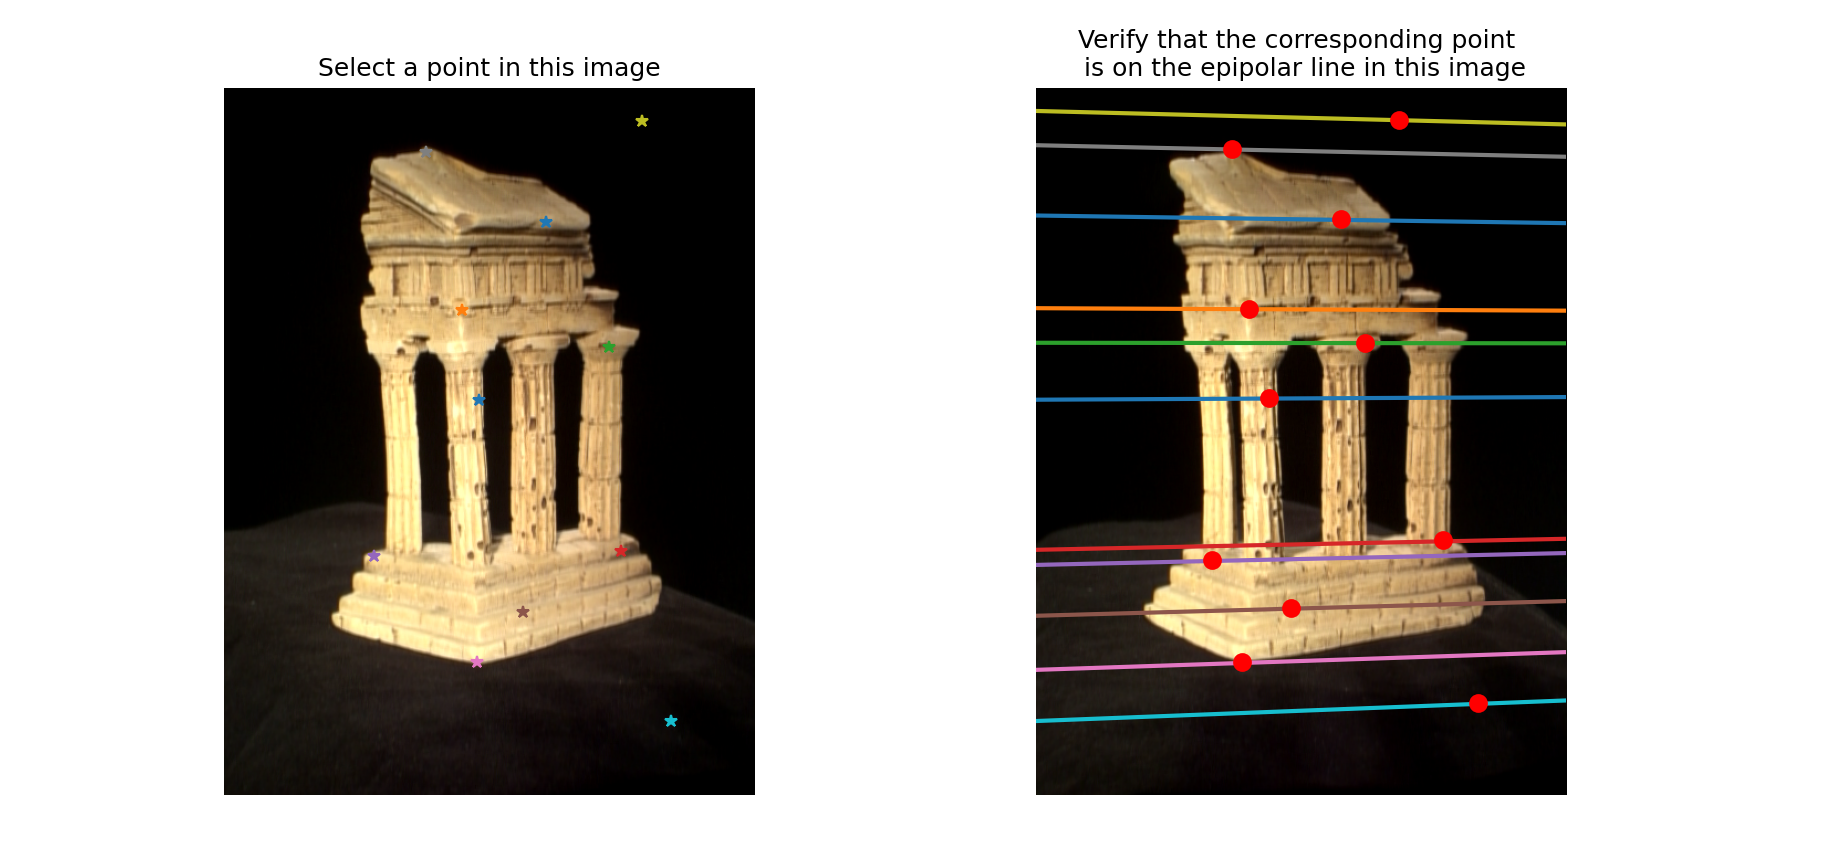 Select a point in this image
Verify that the corresponding point
is on the epipolar line in this image